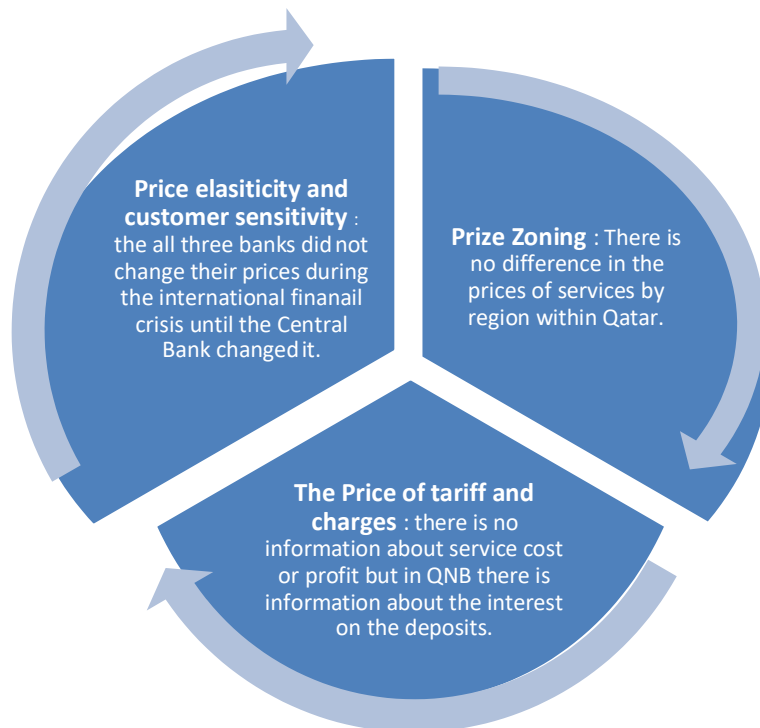 Price elasiticity and
customer sensitivity :
the all three banks did not
change their prices during
the international finanail
crisis until the Central
Bank changed it.
Prize Zoning : There is
no difference in the
prices of services by
region within Qatar.
The Price of tariff and
charges : there is no
information about service cost
or profit but in QNB there is
information about the interest
on the deposits.